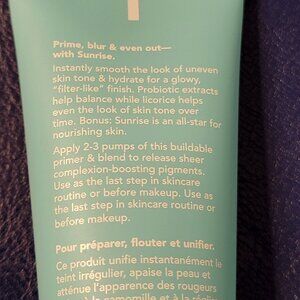 Prime, blur & even out—
with Sunrise.
Instantly smooth the look of uneven
skin tone & hydrate for a glowy,
"filter-like" finish. Probiotic extracts
help balance while licorice helps
even the look of skin tone over
time. Bonus: Sunrise is an all-star for
nourishing skin.
Apply 2-3 pumps of this buildable
primer & blend to release sheer
complexion-boosting pigments.
Use as the last step in skincare
routine or before makeup. Use as
the last step in skincare routine or
before makeup.
Pour préparer, flouter et unifier.
Ce produit unifie instantanément le
teint irrégulier, apaise la peau et
atténue l'apparence des rougeurs
à la camomille et à la